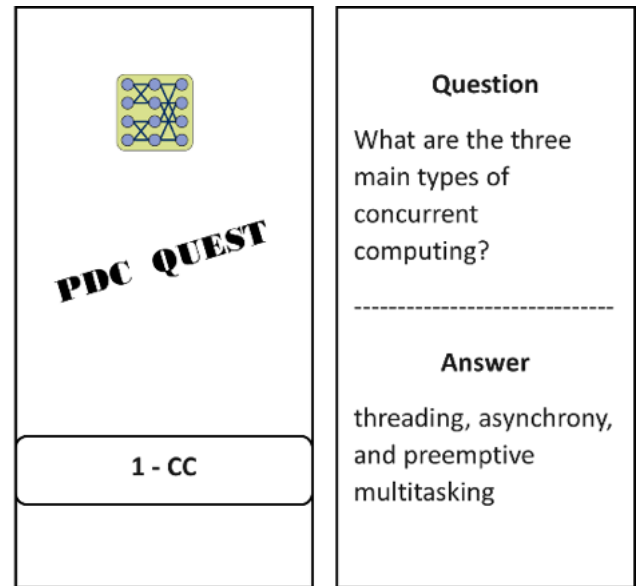 PDC QUEST
1 - CC
Question
What are the three
main types of
concurrent
computing?
------------------------------
Answer
threading, asynchrony,
and preemptive
multitasking